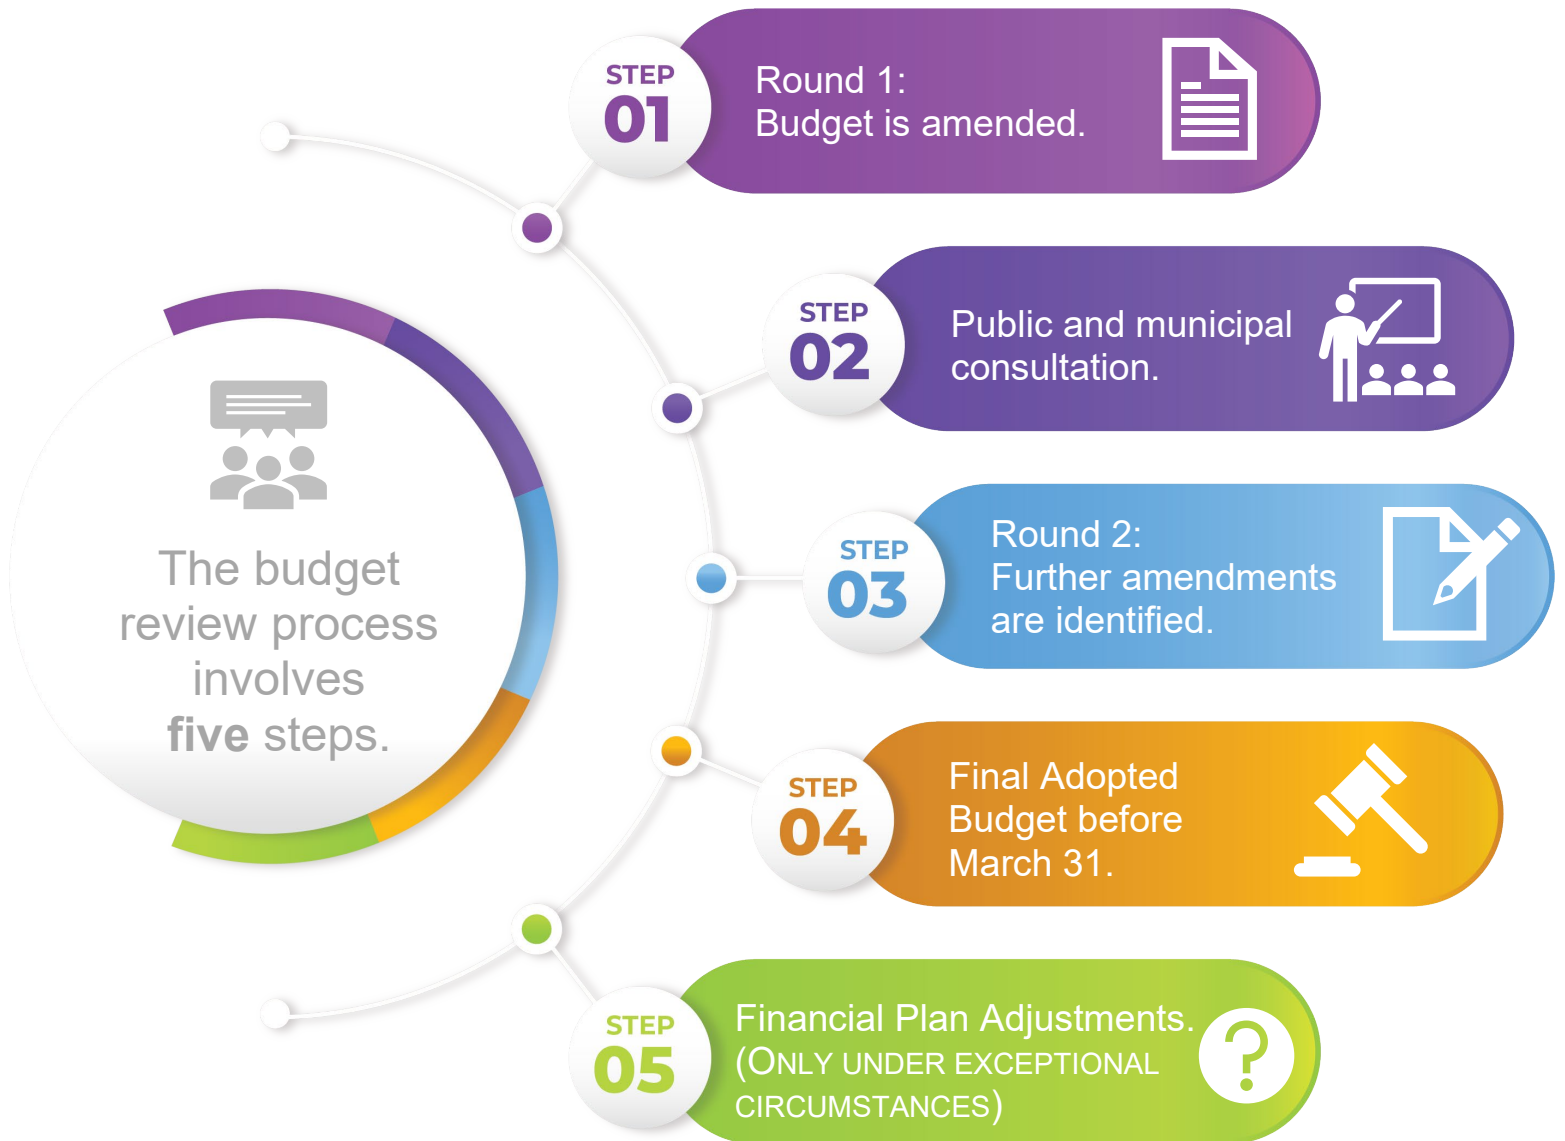 The budget
review process
involves
five steps.
STEP
01
Round 1:
Budget is amended.
STEP
02
Public and municipal
consultation.
STEP
03
Round 2:
Further amendments
are identified.
STEP
04
Final Adopted
Budget before
March 31.
STEP
05
Financial Plan Adjustments.
(ONLY UNDER EXCEPTIONAL
CIRCUMSTANCES)
?